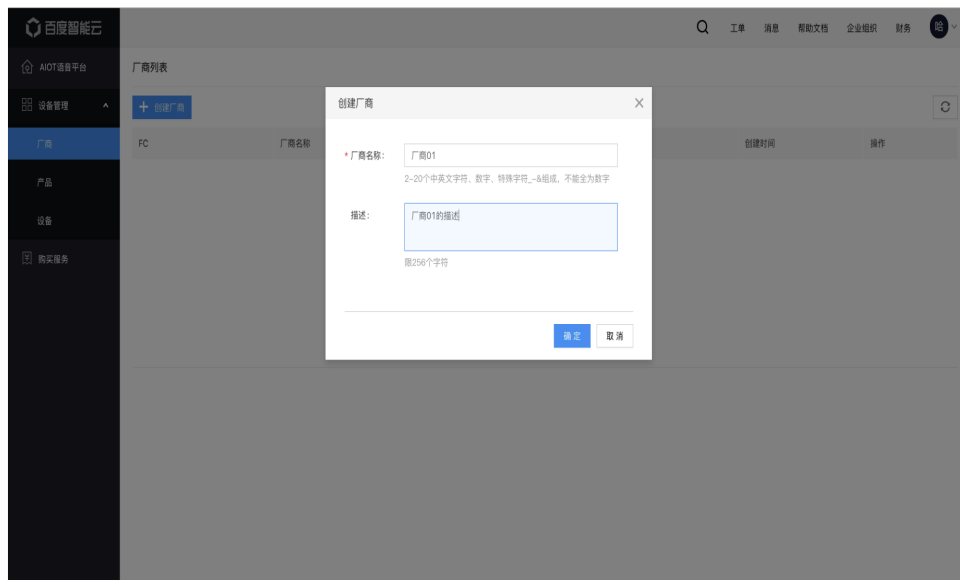 百度智能云
工单 消息 帮助文档 企业组织 财务 哈
AIOT语音平台
厂商列表
设备管理
+ 创建厂商
创建厂商 X
厂商
FC 厂商名称 创建时间 操作
* 厂商名称: 厂商01
2~20个中英文字符、数字、特殊字符_-&组成，不能全为数字
产品
描述: 厂商01的描述
设备
限256个字符
购买服务
确定 取消